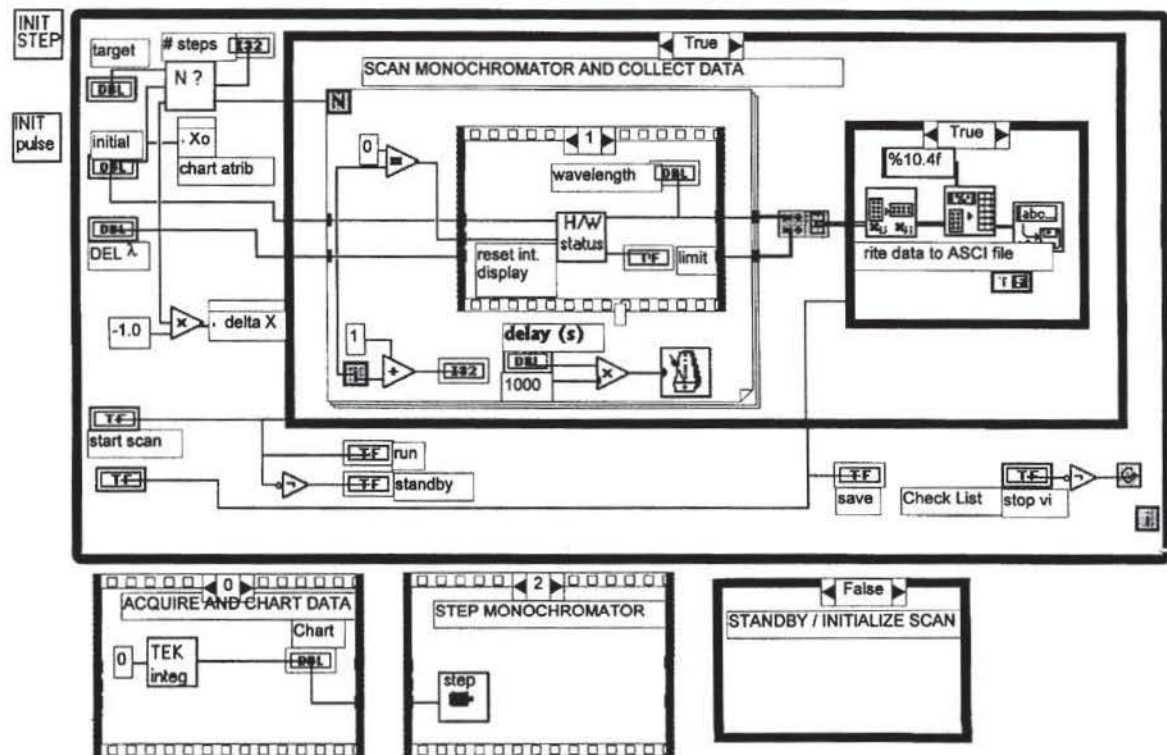 INIT
STEP
INIT
pulse
target
# steps
I32
DBL
N ?
initial
DBL
. Xo
chart atrib
DBL
DEL λ
-1.0
×
. delta X
True
SCAN MONOCHROMATOR AND COLLECT DATA
N
0
=
1
wavelength
DBL
H/W
status
reset int.
display
TF
limit
1
+
I32
i
delay (s)
DBL
1000
×
True
%10.4f
abc
rite data to ASCI file
T
TF
start scan
TF
TF
run
TF
standby
TF
save
Check List
TF
stop vi
i
0
ACQUIRE AND CHART DATA
Chart
0
TEK
integ
DBL
2
STEP MONOCHROMATOR
step
False
STANDBY / INITIALIZE SCAN